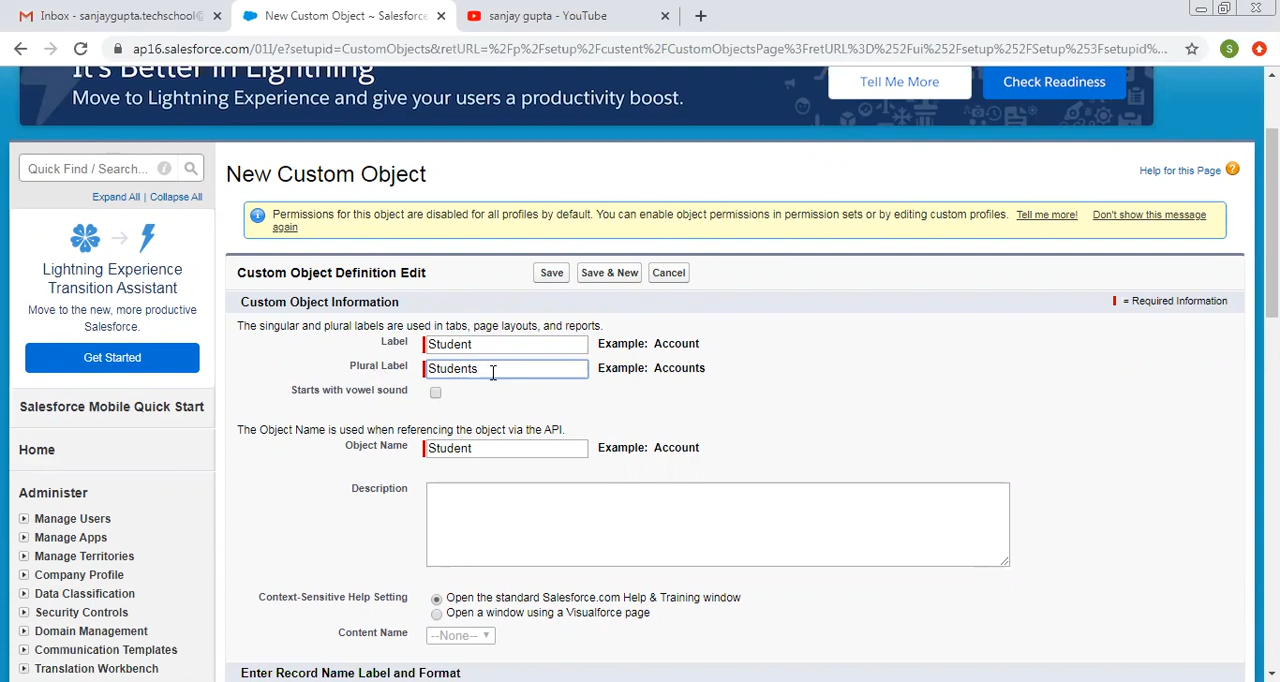 Inbox - sanjaygupta.techschool@
New Custom Object ~ Salesforce
sanjay gupta - YouTube
ap16.salesforce.com/01I/e?setupid=CustomObjects&retURL=%2Fp%2Fsetup%2Fcustent%2FCustomObjectsPage%3FretURL%3D%252Fui%252Fsetup%252FSetup%253Fsetupid%...
S
It's Better in Lightning
Move to Lightning Experience and give your users a productivity boost.
Tell Me More
Check Readiness
Quick Find / Search...
Expand All | Collapse All
Lightning Experience
Transition Assistant
Move to the new, more productive
Salesforce.
Get Started
Salesforce Mobile Quick Start
Home
Administer
Manage Users
Manage Apps
Manage Territories
Company Profile
Data Classification
Security Controls
Domain Management
Communication Templates
Translation Workbench
New Custom Object
Help for this Page
Permissions for this object are disabled for all profiles by default. You can enable object permissions in permission sets or by editing custom profiles. Tell me more! Don't show this message
again
Custom Object Definition Edit
Save
Save & New
Cancel
Custom Object Information
= Required Information
The singular and plural labels are used in tabs, page layouts, and reports.
Label Student Example: Account
Plural Label Students Example: Accounts
Starts with vowel sound
The Object Name is used when referencing the object via the API.
Object Name Student Example: Account
Description
Context-Sensitive Help Setting Open the standard Salesforce.com Help & Training window
Open a window using a Visualforce page
Content Name --None--
Enter Record Name Label and Format